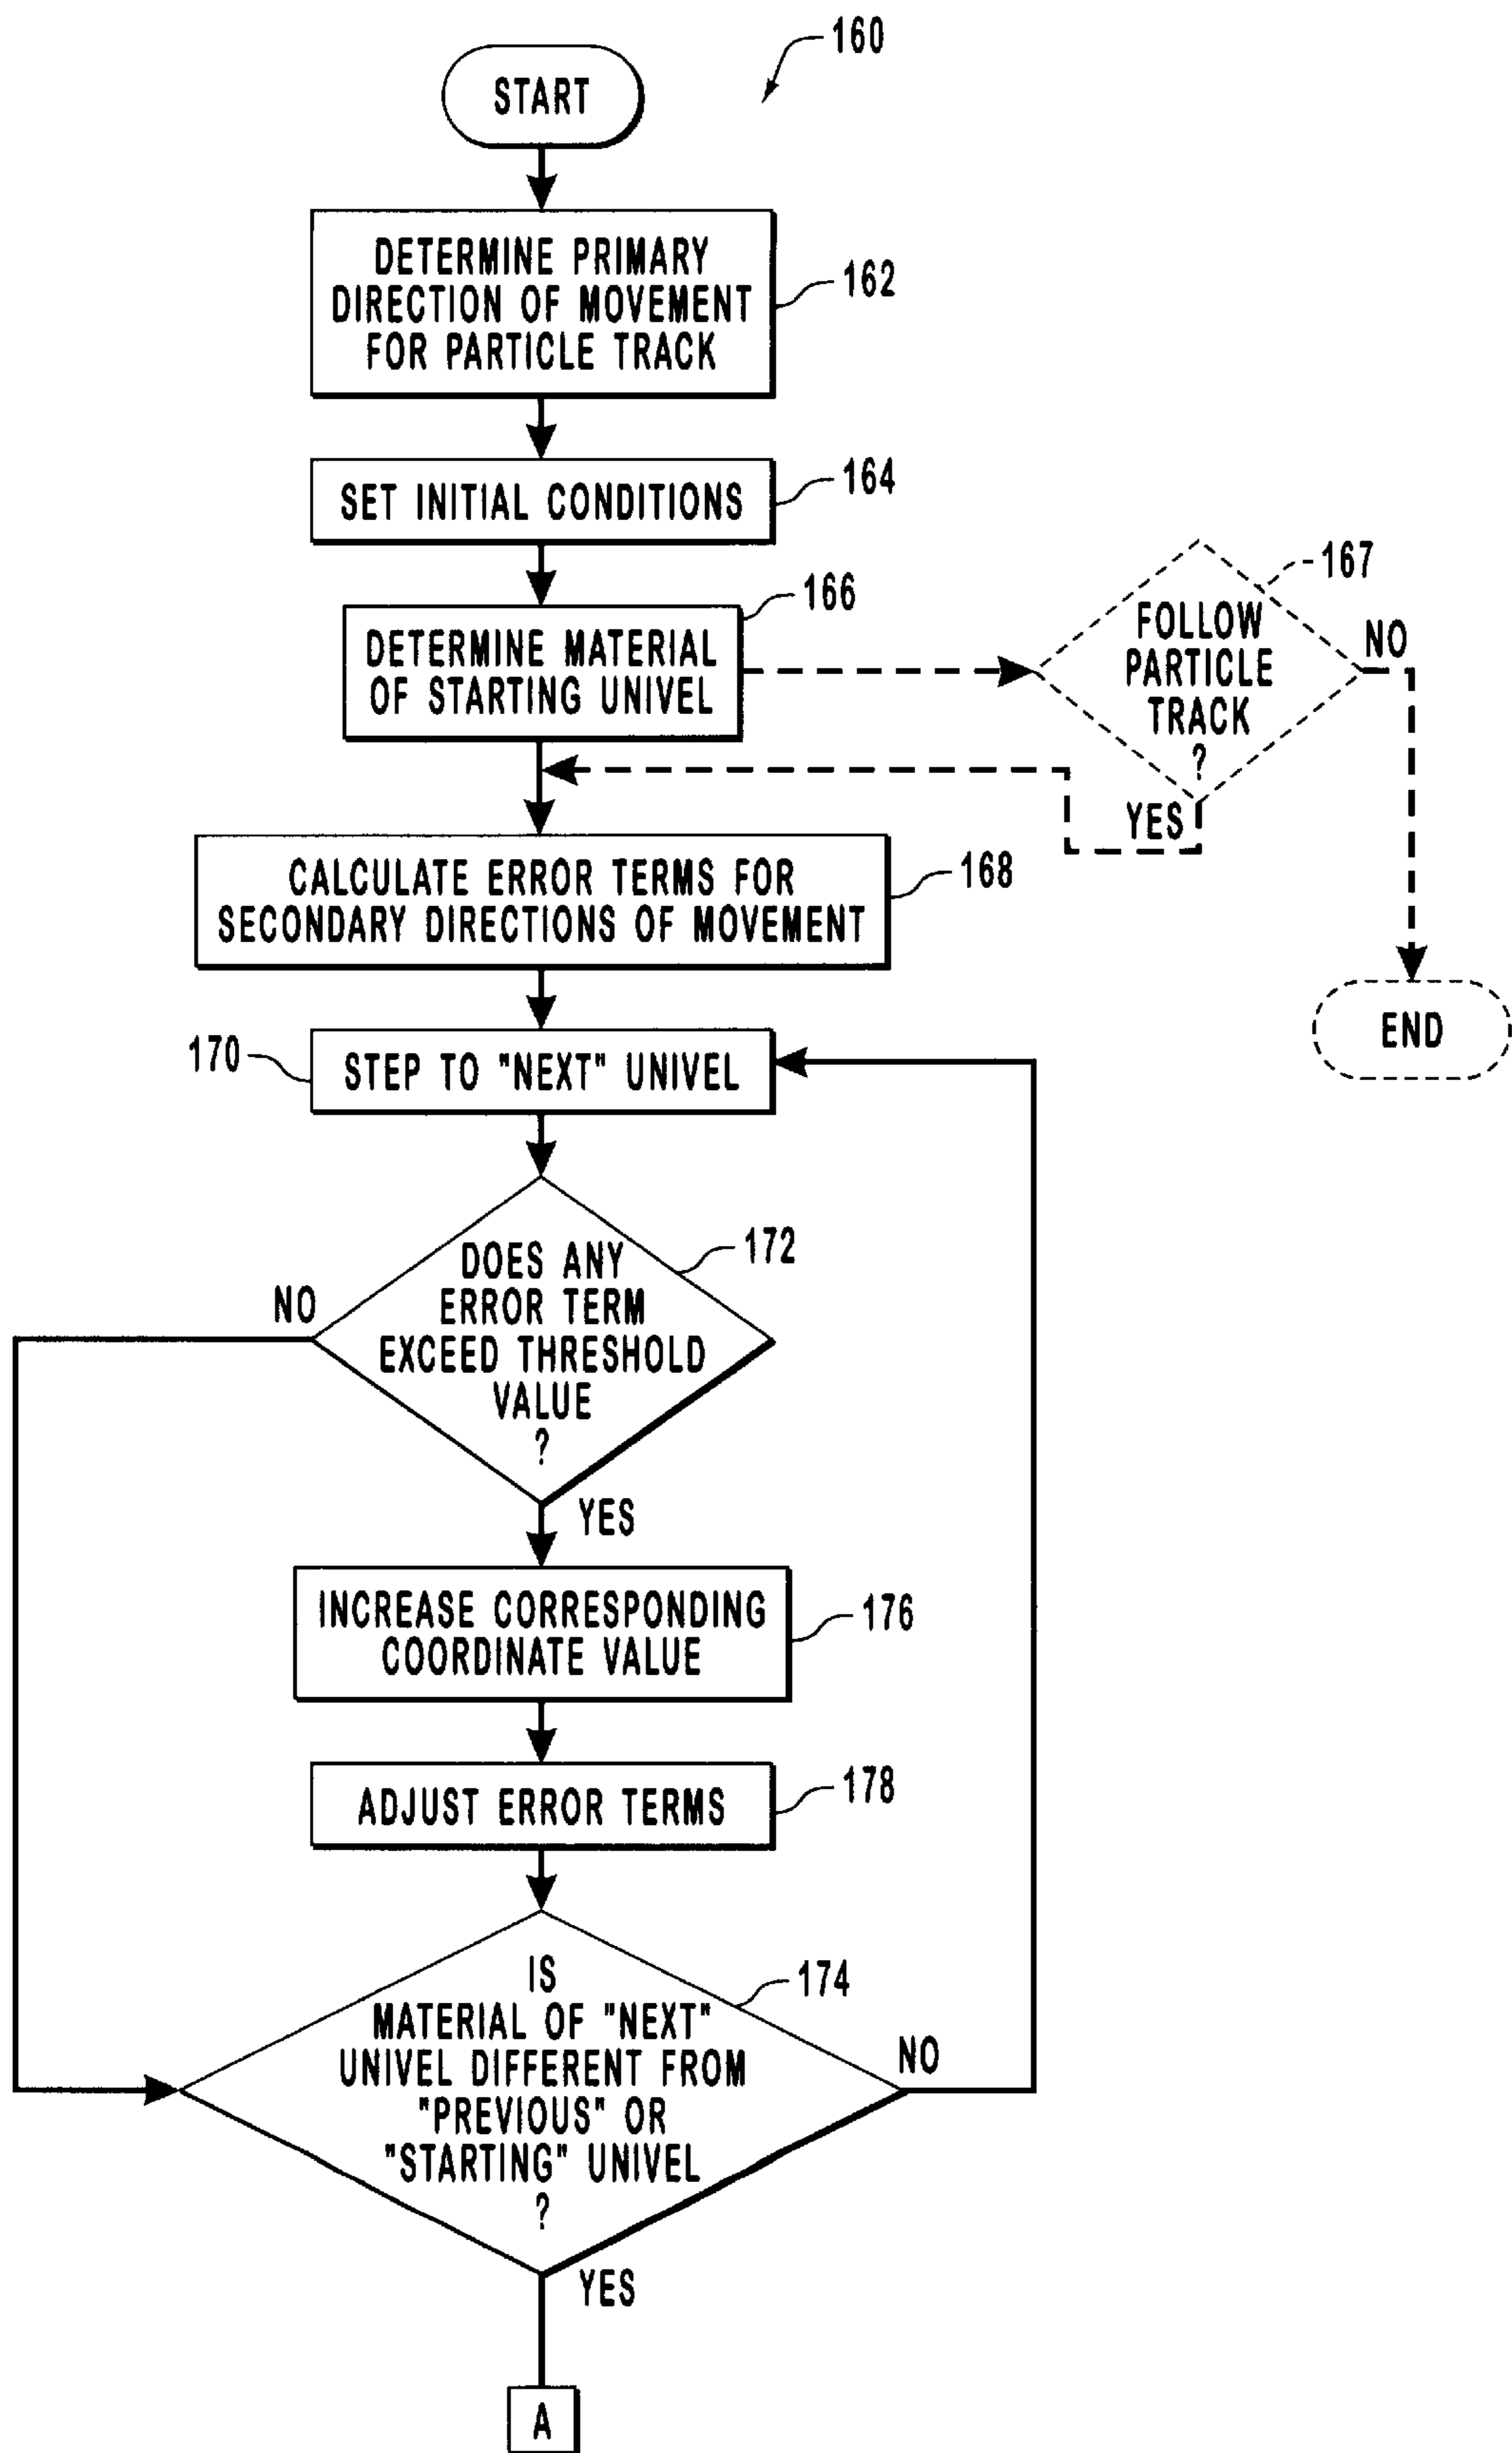 160
START
DETERMINE PRIMARY
DIRECTION OF MOVEMENT
FOR PARTICLE TRACK
162
SET INITIAL CONDITIONS
164
DETERMINE MATERIAL
OF STARTING UNIVEL
166
FOLLOW
PARTICLE
TRACK
?
167
NO
YES
END
CALCULATE ERROR TERMS FOR
SECONDARY DIRECTIONS OF MOVEMENT
168
170
STEP TO "NEXT" UNIVEL
DOES ANY
ERROR TERM
EXCEED THRESHOLD
VALUE
?
172
NO
YES
INCREASE CORRESPONDING
COORDINATE VALUE
176
ADJUST ERROR TERMS
178
IS
MATERIAL OF "NEXT"
UNIVEL DIFFERENT FROM
"PREVIOUS" OR
"STARTING" UNIVEL
?
174
NO
YES
A